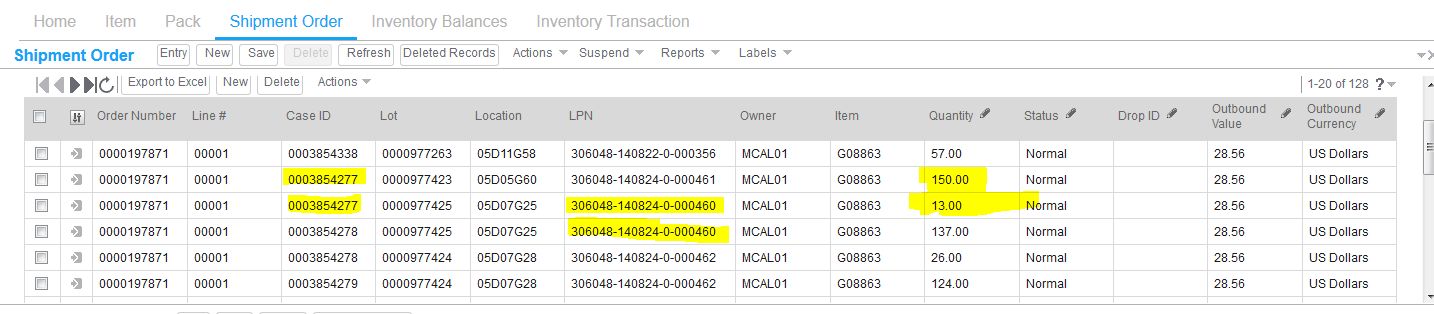 Home Item Pack Shipment Order Inventory Balances Inventory Transaction
Shipment Order Entry New Save Delete Refresh Deleted Records Actions Suspend Reports Labels
Export to Excel New Delete Actions 1-20 of 128 ?
Order Number Line # Case ID Lot Location LPN Owner Item Quantity Status Drop ID Outbound Value Outbound Currency
0000197871 00001 0003854338 0000977263 05D11G58 306048-140822-0-000356 MCAL01 G08863 57.00 Normal 28.56 US Dollars
0000197871 00001 0003854277 0000977423 05D05G60 306048-140824-0-000461 MCAL01 G08863 150.00 Normal 28.56 US Dollars
0000197871 00001 0003854277 0000977425 05D07G25 306048-140824-0-000460 MCAL01 G08863 13.00 Normal 28.56 US Dollars
0000197871 00001 0003854278 0000977425 05D07G25 306048-140824-0-000460 MCAL01 G08863 137.00 Normal 28.56 US Dollars
0000197871 00001 0003854278 0000977424 05D07G28 306048-140824-0-000462 MCAL01 G08863 26.00 Normal 28.56 US Dollars
0000197871 00001 0003854279 0000977424 05D07G28 306048-140824-0-000462 MCAL01 G08863 124.00 Normal 28.56 US Dollars